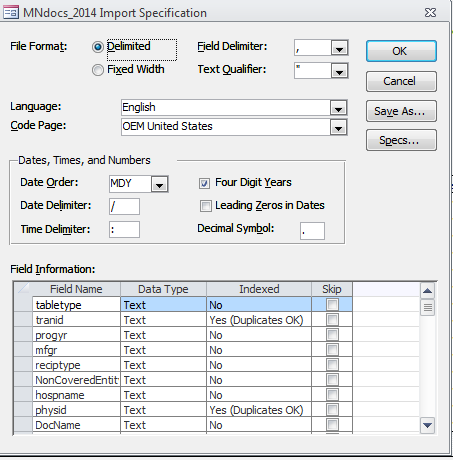 MNdocs_2014 Import Specification
File Format: Delimited Field Delimiter: , OK
Fixed Width Text Qualifier: " Cancel
Language: English Save As...
Code Page: OEM United States Specs...
Dates, Times, and Numbers
Date Order: MDY Four Digit Years
Date Delimiter: / Leading Zeros in Dates
Time Delimiter: : Decimal Symbol: .
Field Information:
Field Name Data Type Indexed Skip
tabletype Text No
tranid Text Yes (Duplicates OK)
progyr Text No
mfgr Text No
reciptype Text No
NonCoveredEntit Text No
hospname Text No
physid Text Yes (Duplicates OK)
DocName Text No